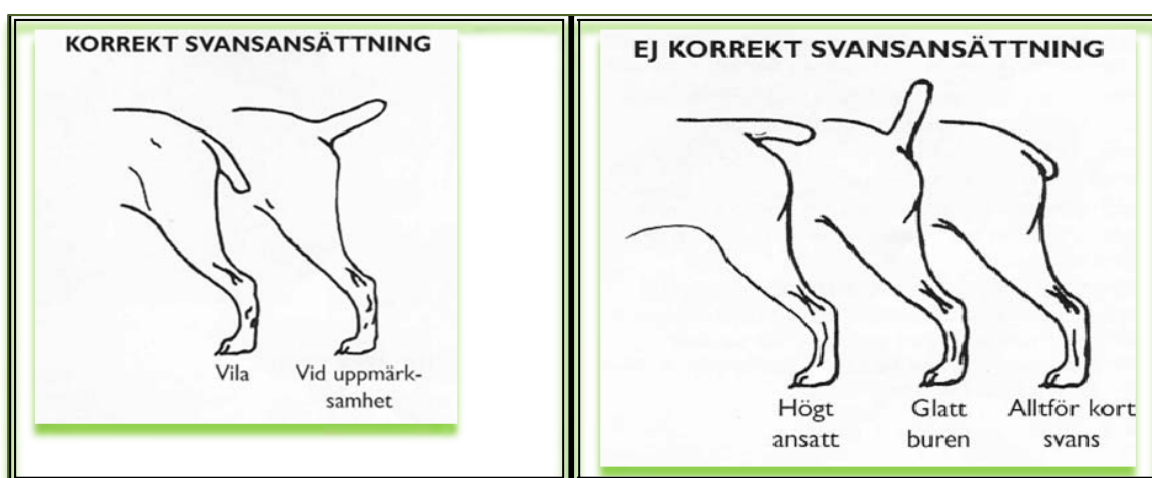 KORREKT SVANSANSÄTTNING
Vila
Vid uppmärk-
samhet
EJ KORREKT SVANSANSÄTTNING
Högt
ansatt
Glatt
buren
Alltför kort
svans